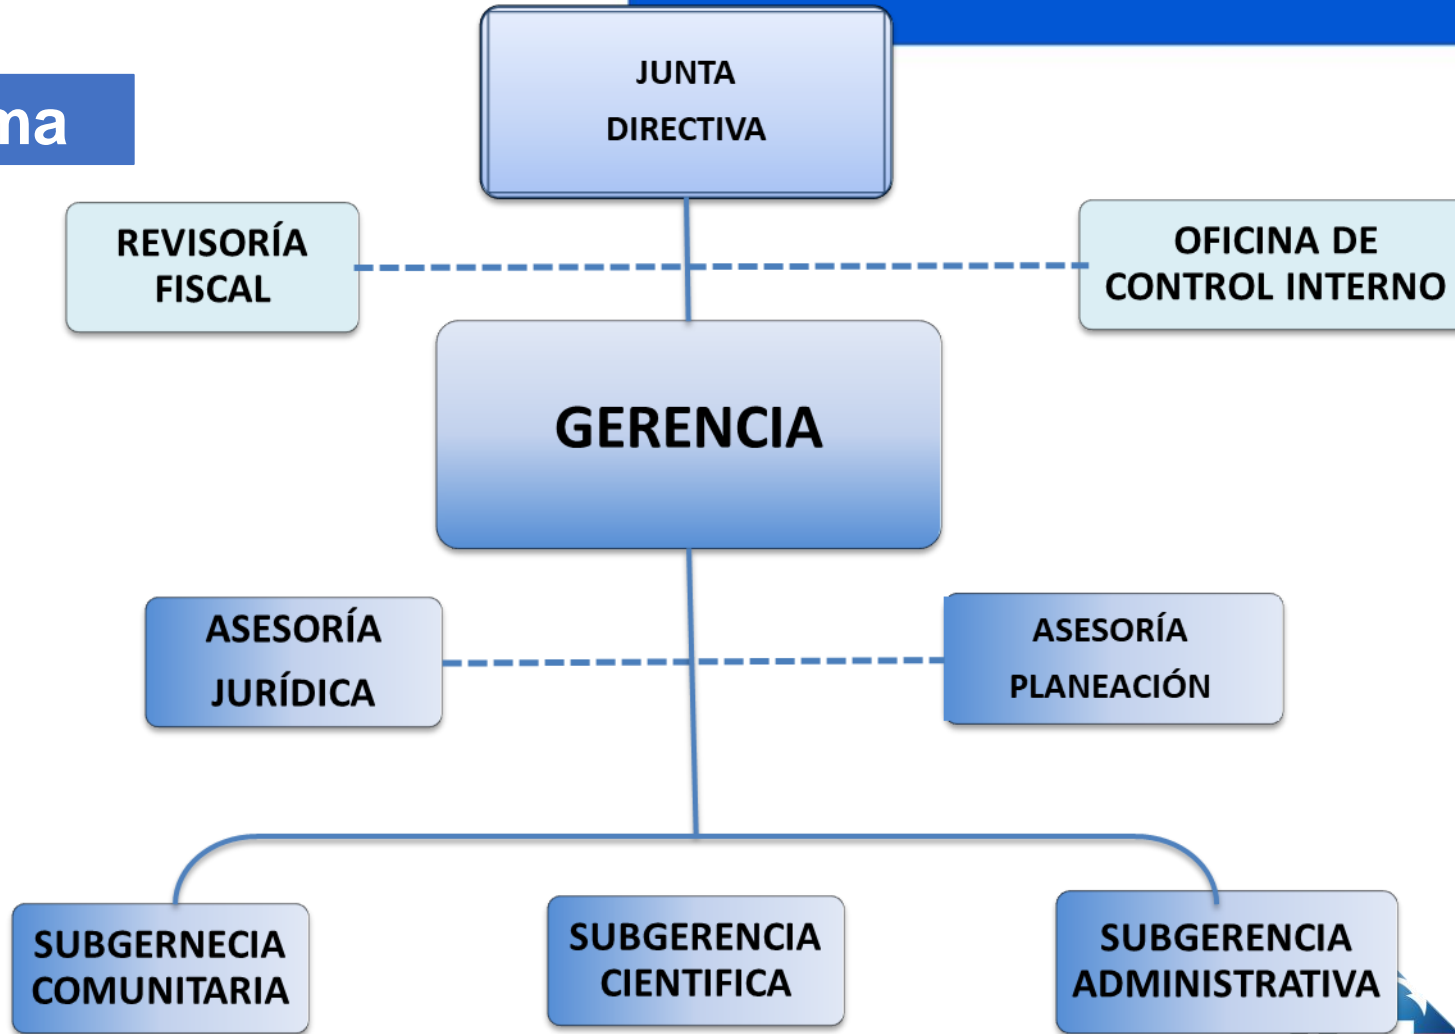 ma
JUNTA
DIRECTIVA
REVISORÍA
FISCAL
OFICINA DE
CONTROL INTERNO
GERENCIA
ASESORÍA
JURÍDICA
ASESORÍA
PLANEACIÓN
SUBGERNECIA
COMUNITARIA
SUBGERENCIA
CIENTIFICA
SUBGERENCIA
ADMINISTRATIVA